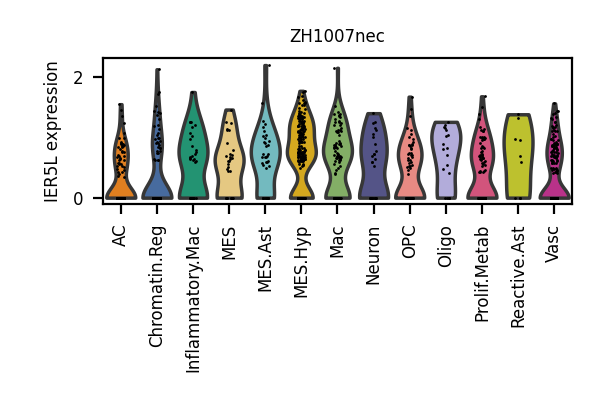 ZH1007nec
IER5L expression
2
0
AC
Chromatin.Reg
Inflammatory.Mac
MES
MES.Ast
MES.Hyp
Mac
Neuron
OPC
Oligo
Prolif.Metab
Reactive.Ast
Vasc